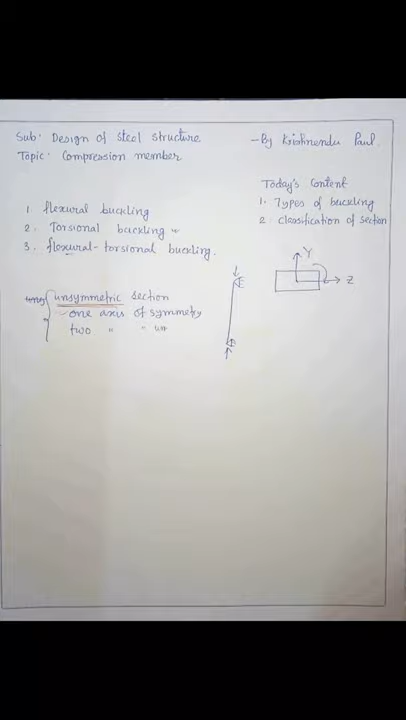 Sub: Design of Steel structure
Topic: Compression member
- By Krishnendu Paul.
Today's Content
1. Types of buckling
2. Classification of section
1. flexural buckling
2. Torsional buckling "
3. flexural-torsional buckling.
unsymmetric section
one axis of symmetry
two " "
Y
Z